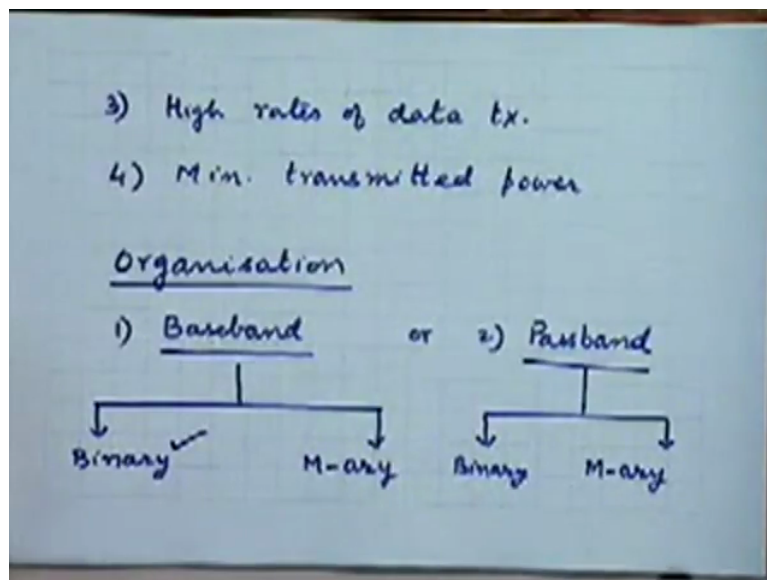 3) High rates of data tx.
4) Min. transmitted power
Organisation
1) Baseband or 2) Passband
Binary M-ary Binary M-ary